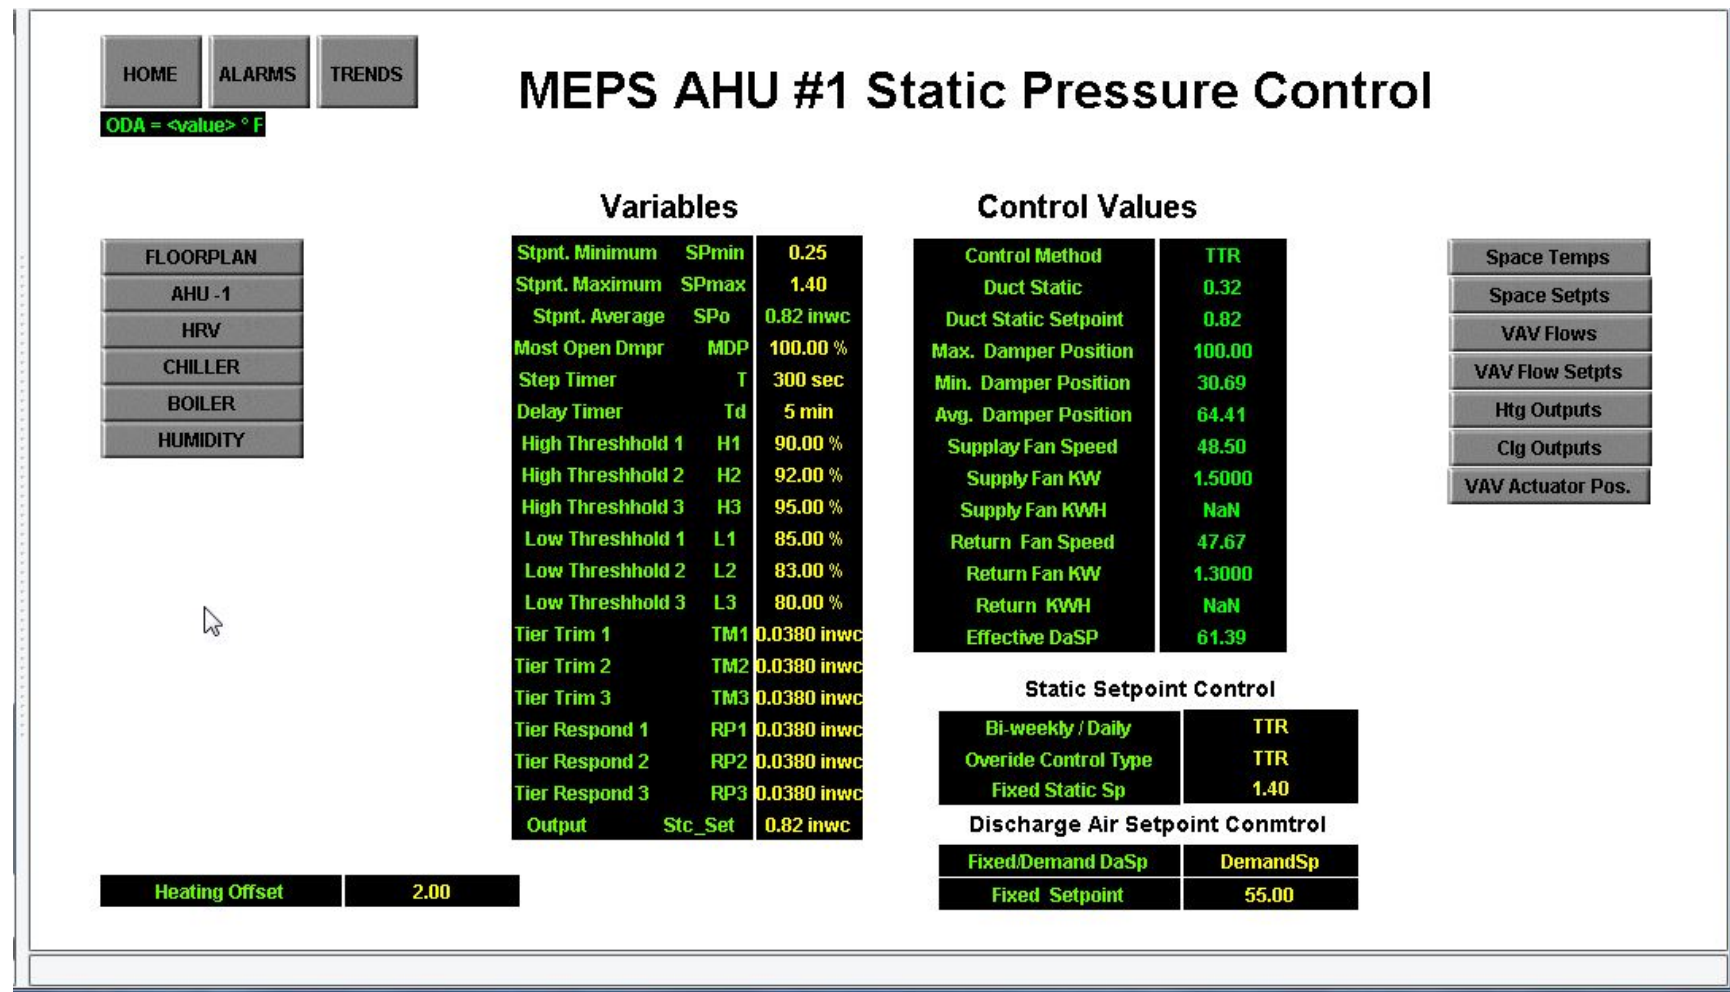 HOME ALARMS TRENDS
MEPS AHU #1 Static Pressure Control
ODA = <value> ° F
Variables
Control Values
FLOORPLAN
AHU -1
HRV
CHILLER
BOILER
HUMIDITY
Stpnt. Minimum SPmin 0.25
Stpnt. Maximum SPmax 1.40
Stpnt. Average SPo 0.82 inwc
Most Open Dmpr MDP 100.00 %
Step Timer T 300 sec
Delay Timer Td 5 min
High Threshhold 1 H1 90.00 %
High Threshhold 2 H2 92.00 %
High Threshhold 3 H3 95.00 %
Low Threshhold 1 L1 85.00 %
Low Threshhold 2 L2 83.00 %
Low Threshhold 3 L3 80.00 %
Tier Trim 1 TM1 0.0380 inwc
Tier Trim 2 TM2 0.0380 inwc
Tier Trim 3 TM3 0.0380 inwc
Tier Respond 1 RP1 0.0380 inwc
Tier Respond 2 RP2 0.0380 inwc
Tier Respond 3 RP3 0.0380 inwc
Output Stc_Set 0.82 inwc
Control Method TTR
Duct Static 0.32
Duct Static Setpoint 0.82
Max. Damper Position 100.00
Min. Damper Position 30.69
Avg. Damper Position 64.41
Supplay Fan Speed 48.50
Supply Fan KW 1.5000
Supply Fan KWH NaN
Return Fan Speed 47.67
Return Fan KW 1.3000
Return KWH NaN
Effective DaSP 61.39
Static Setpoint Control
Bi-weekly / Daily TTR
Overide Control Type TTR
Fixed Static Sp 1.40
Discharge Air Setpoint Conmtrol
Fixed/Demand DaSp DemandSp
Fixed Setpoint 55.00
Space Temps
Space Setpts
VAV Flows
VAV Flow Setpts
Htg Outputs
Clg Outputs
VAV Actuator Pos.
Heating Offset 2.00